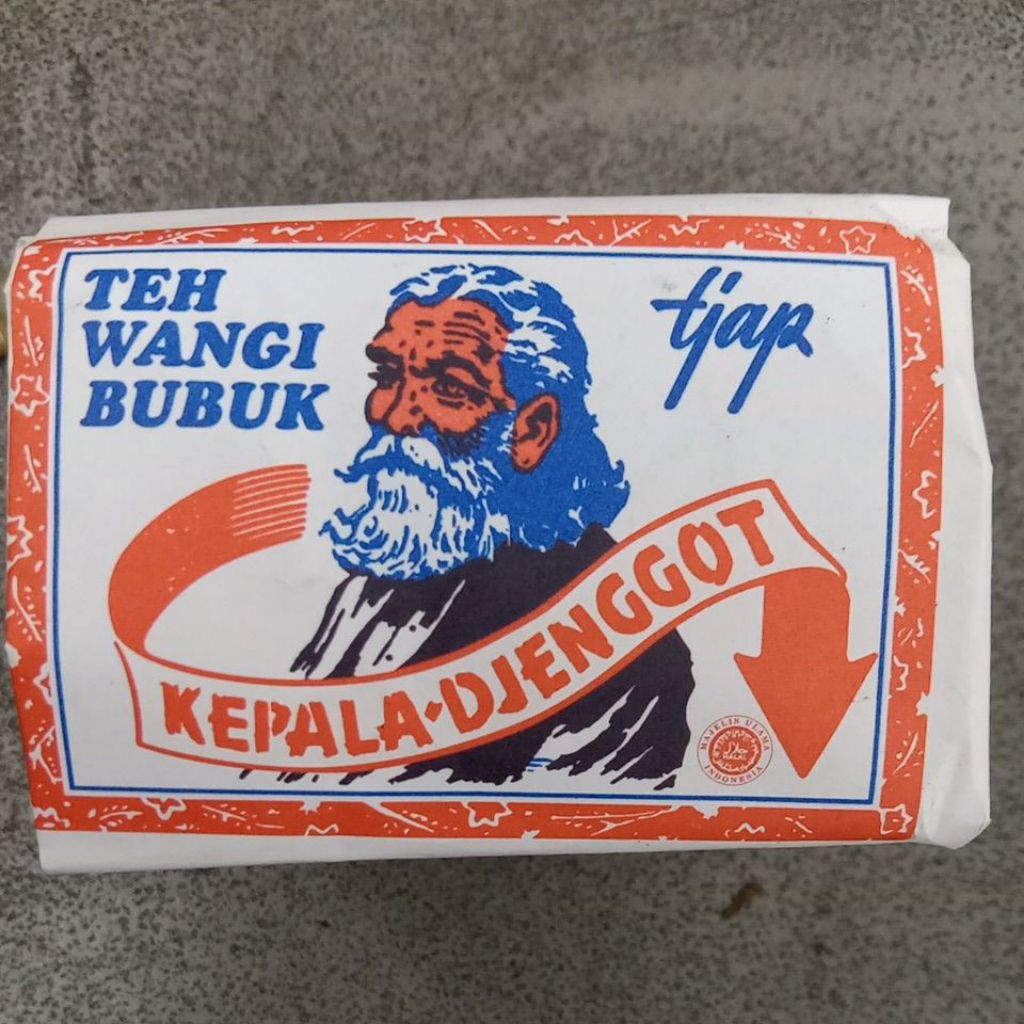 TEH
WANGI
BUBUK
tjap
KEPALA·DJENGGOT
MAJELIS ULAMA
INDONESIA